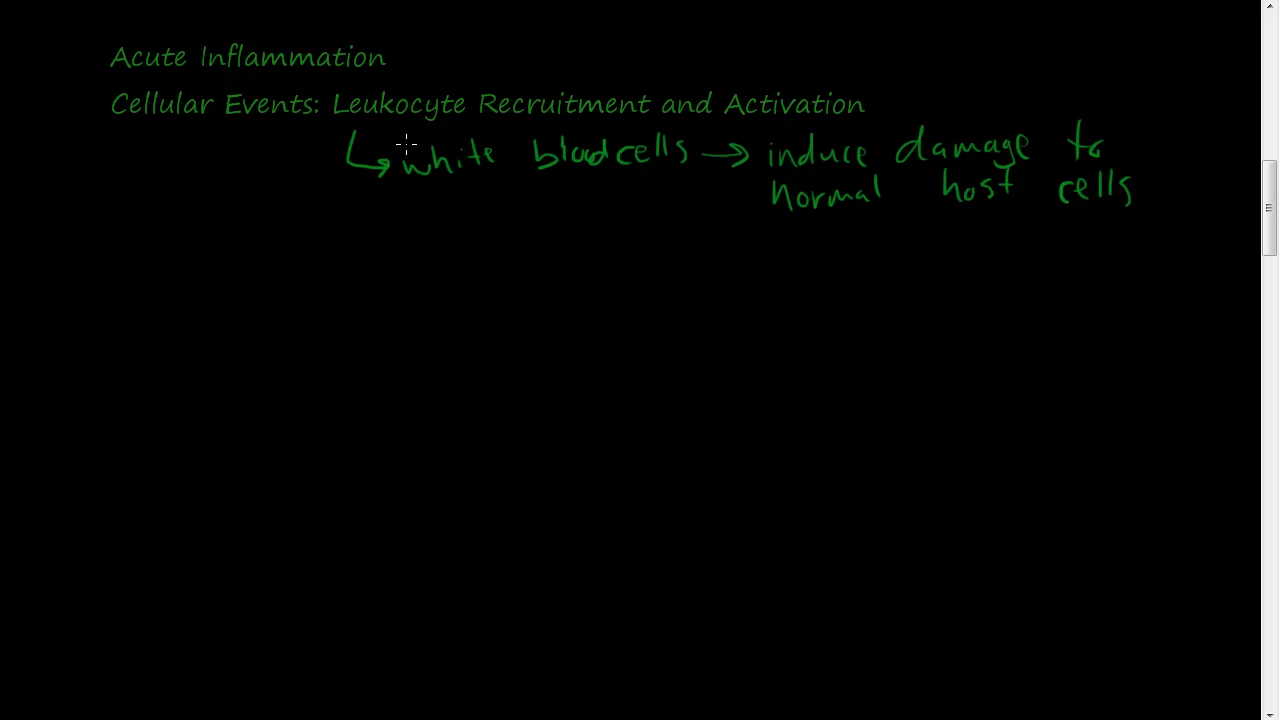 Acute Inflammation
Cellular Events: Leukocyte Recruitment and Activation
white blood cells → induce damage to
normal host cells